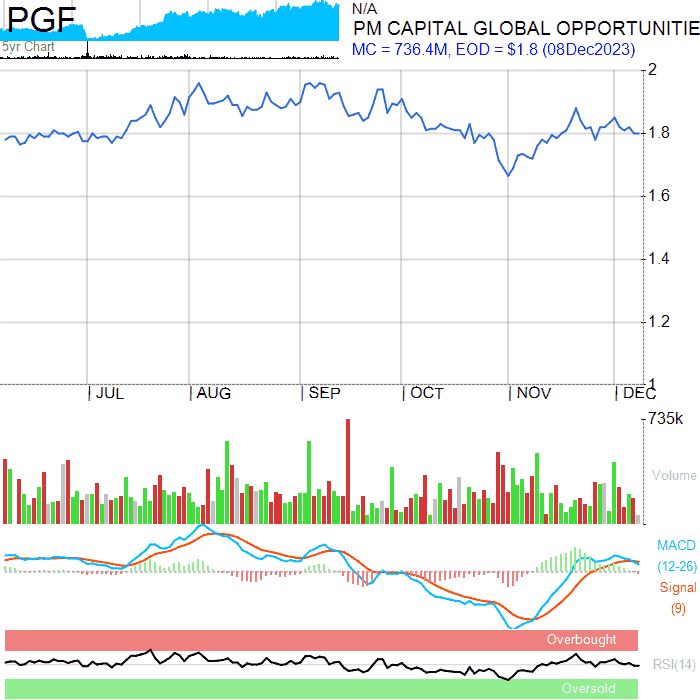 PGF
5yr Chart
N/A
PM CAPITAL GLOBAL OPPORTUNITIE
MC = 736.4M, EOD = $1.8 (08Dec2023)
2
1.8
1.6
1.4
1.2
1
JUL AUG SEP OCT NOV DEC
735k
Volume
MACD
(12-26)
Signal
(9)
Overbought
RSI(14)
Oversold